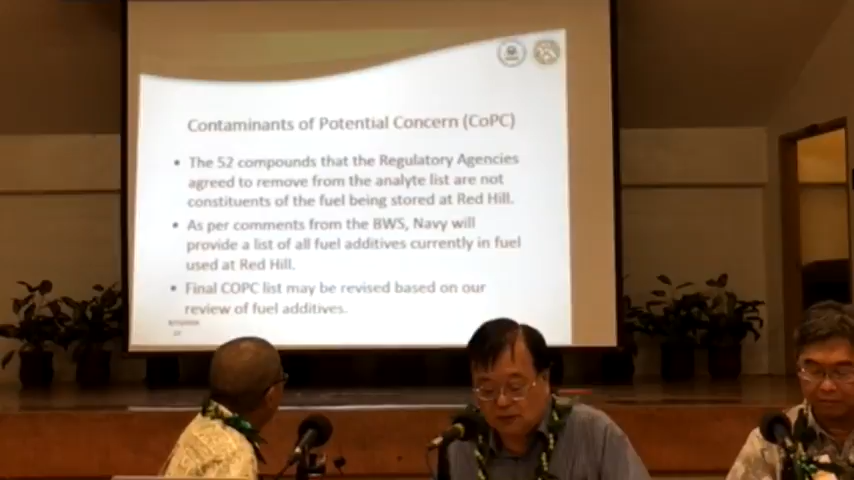 Contaminants of Potential Concern (CoPC)
• The 52 compounds that the Regulatory Agencies
agreed to remove from the analyte list are not
constituents of the fuel being stored at Red Hill.
• As per comments from the BWS, Navy will
provide a list of all fuel additives currently in fuel
used at Red Hill.
• Final COPC list may be revised based on our
review of fuel additives.